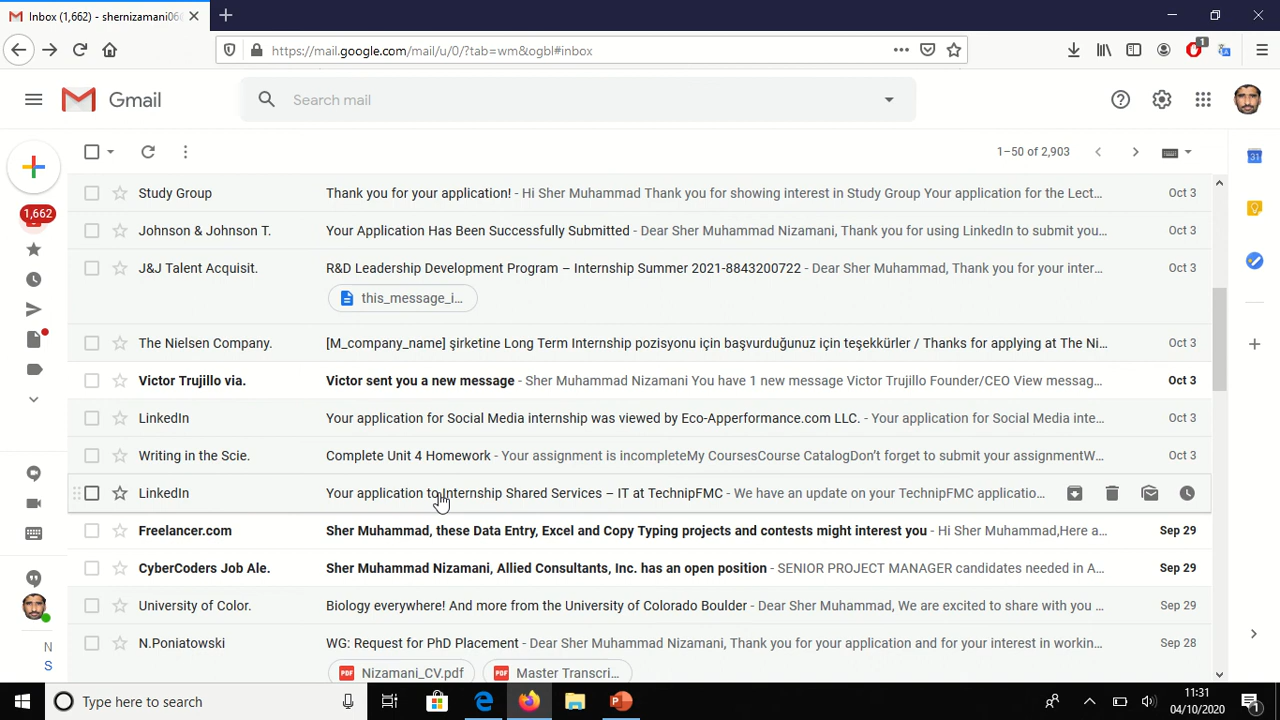 Inbox (1,662) - shernizamani06
https://mail.google.com/mail/u/0/?tab=wm&ogbl#inbox
1
Gmail
Search mail
1–50 of 2,903
31
1,662
Study Group Thank you for your application! - Hi Sher Muhammad Thank you for showing interest in Study Group Your application for the Lect... Oct 3
Johnson & Johnson T. Your Application Has Been Successfully Submitted - Dear Sher Muhammad Nizamani, Thank you for using LinkedIn to submit you... Oct 3
J&J Talent Acquisit. R&D Leadership Development Program – Internship Summer 2021-8843200722 - Dear Sher Muhammad, Thank you for your inter... Oct 3
this_message_i...
The Nielsen Company. [M_company_name] şirketine Long Term Internship pozisyonu için başvurduğunuz için teşekkürler / Thanks for applying at The Ni... Oct 3
Victor Trujillo via. Victor sent you a new message - Sher Muhammad Nizamani You have 1 new message Victor Trujillo Founder/CEO View messag... Oct 3
LinkedIn Your application for Social Media internship was viewed by Eco-Apperformance.com LLC. - Your application for Social Media inte... Oct 3
Writing in the Scie. Complete Unit 4 Homework - Your assignment is incompleteMy CoursesCourse CatalogDon't forget to submit your assignmentW... Oct 3
LinkedIn Your application to Internship Shared Services – IT at TechnipFMC - We have an update on your TechnipFMC applicatio...
Freelancer.com Sher Muhammad, these Data Entry, Excel and Copy Typing projects and contests might interest you - Hi Sher Muhammad,Here a... Sep 29
CyberCoders Job Ale. Sher Muhammad Nizamani, Allied Consultants, Inc. has an open position - SENIOR PROJECT MANAGER candidates needed in A... Sep 29
University of Color. Biology everywhere! And more from the University of Colorado Boulder - Dear Sher Muhammad, We are excited to share with you ... Sep 29
N.Poniatowski WG: Request for PhD Placement - Dear Sher Muhammad Nizamani, Thank you for your application and for your interest in workin... Sep 28
PDF Nizamani_CV.pdf PDF Master Transcri...
N
S
Type here to search
11:31
04/10/2020
1